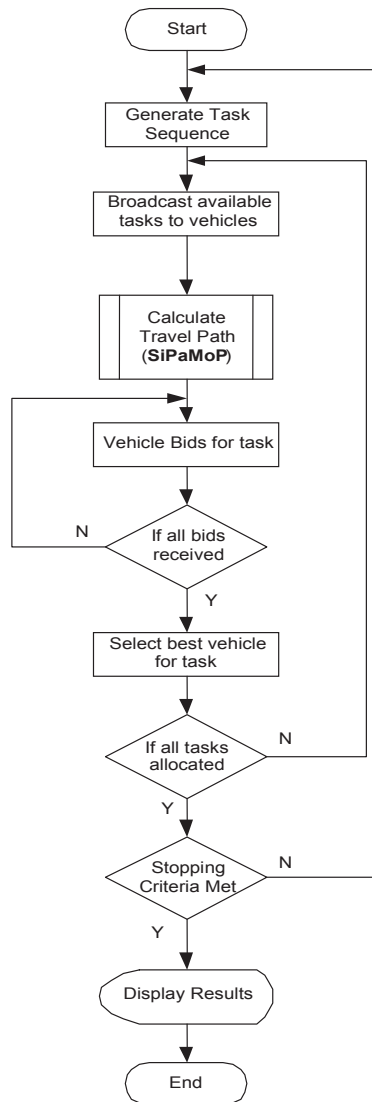 Start
Generate Task
Sequence
Broadcast available
tasks to vehicles
Calculate
Travel Path
(SiPaMoP)
Vehicle Bids for task
N
If all bids
received
Y
Select best vehicle
for task
If all tasks
allocated
N
Y
Stopping
Criteria Met
N
Y
Display Results
End